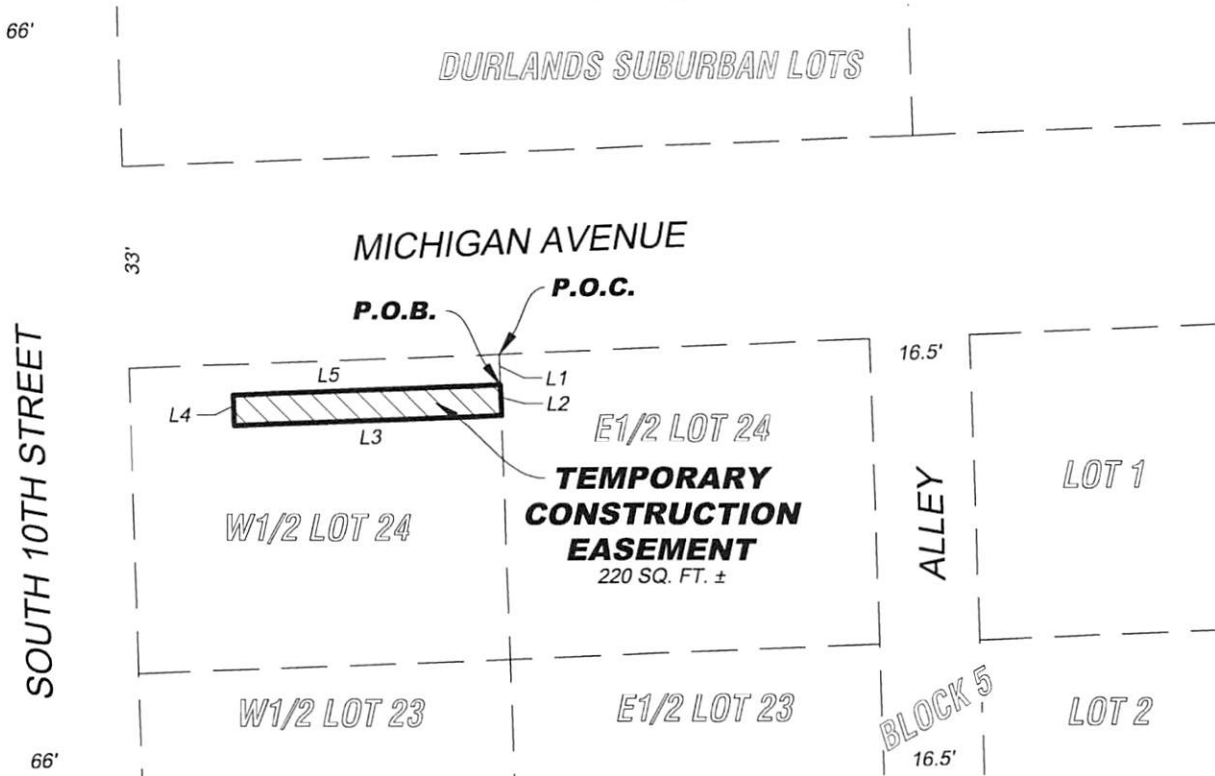 66'
DURLANDS SUBURBAN LOTS
33'
MICHIGAN AVENUE
P.O.C.
P.O.B.
16.5'
L5
L1
L4
L2
L3
E1/2 LOT 24
SOUTH 10TH STREET
TEMPORARY
CONSTRUCTION
EASEMENT
220 SQ. FT. ±
W1/2 LOT 24
ALLEY
LOT 1
W1/2 LOT 23
E1/2 LOT 23
BLOCK 5
LOT 2
66'
16.5'